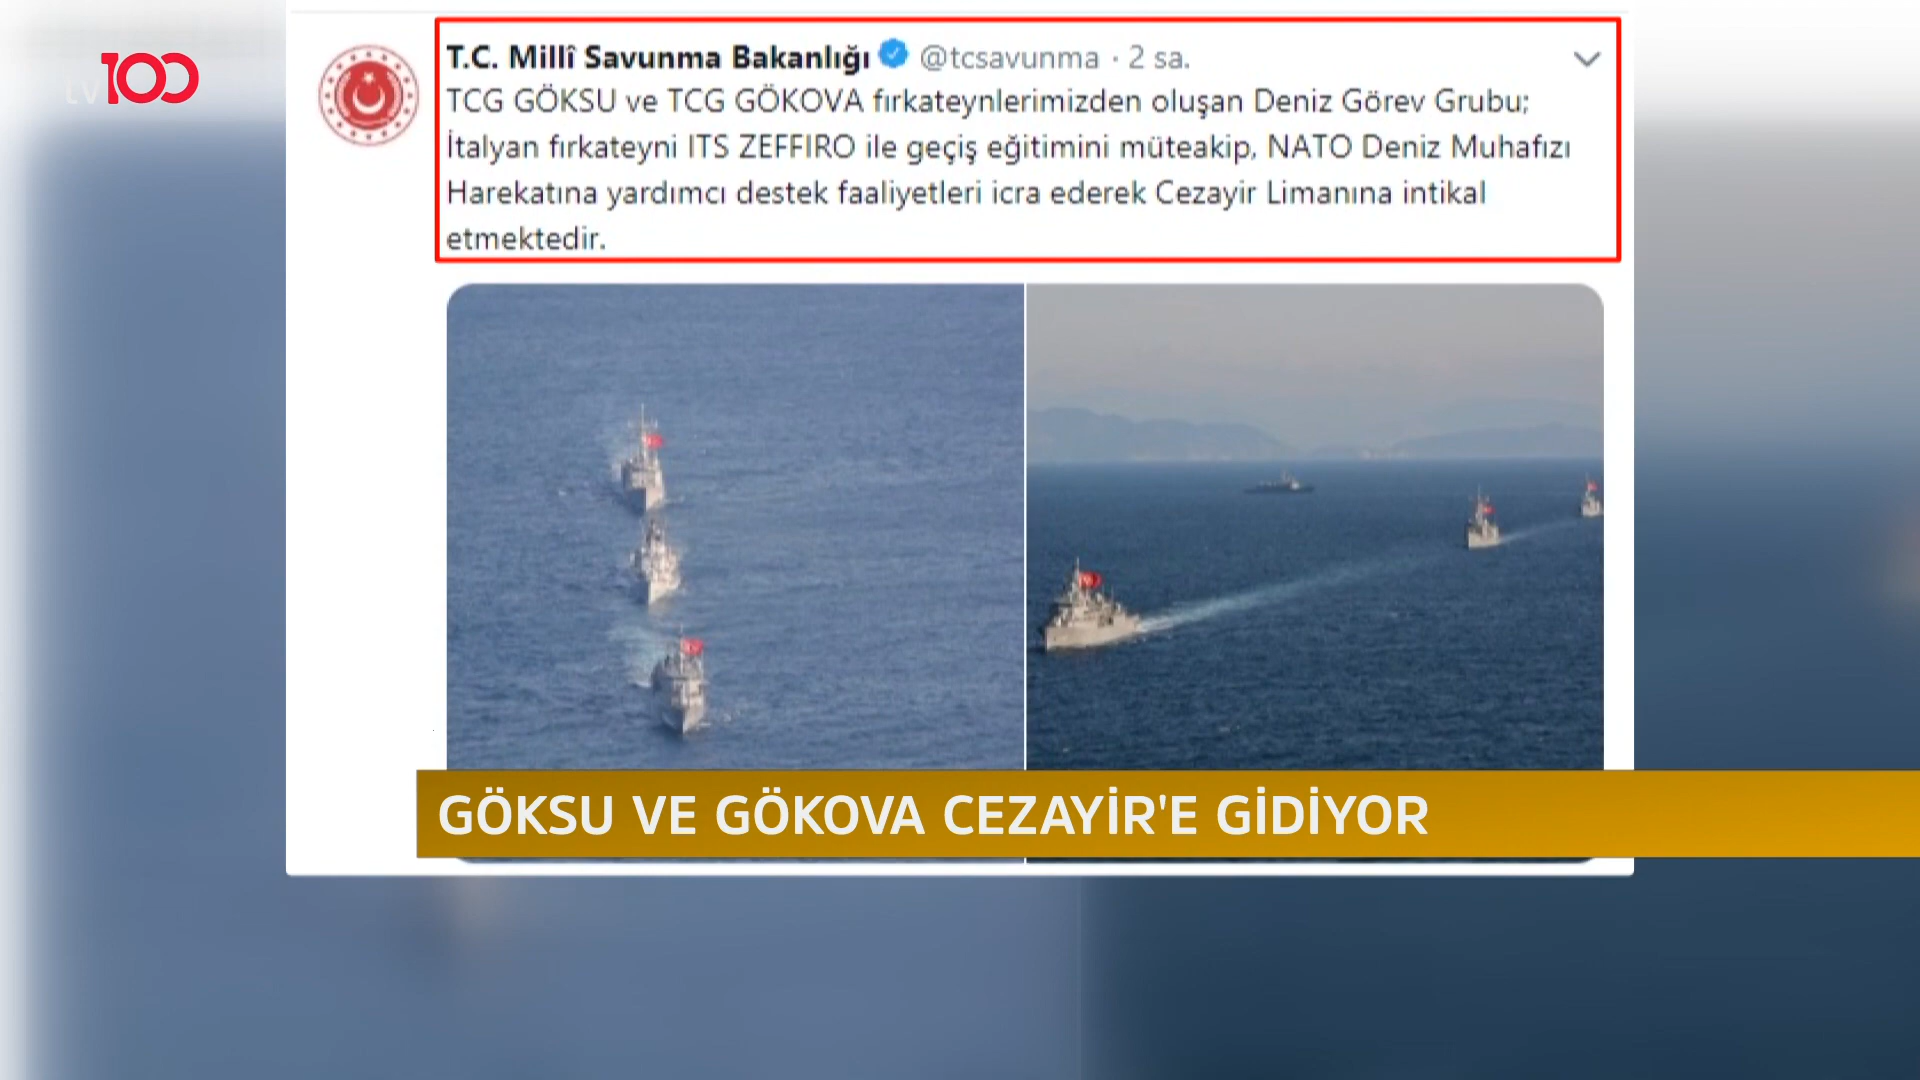 tv100
T.C. Millî Savunma Bakanlığı @tcsavunma · 2 sa.
TCG GÖKSU ve TCG GÖKOVA fırkateynlerimizden oluşan Deniz Görev Grubu;
İtalyan fırkateyni ITS ZEFFIRO ile geçiş eğitimini müteakip, NATO Deniz Muhafızı
Harekatına yardımcı destek faaliyetleri icra ederek Cezayir Limanına intikal
etmektedir.
GÖKSU VE GÖKOVA CEZAYİR'E GİDİYOR